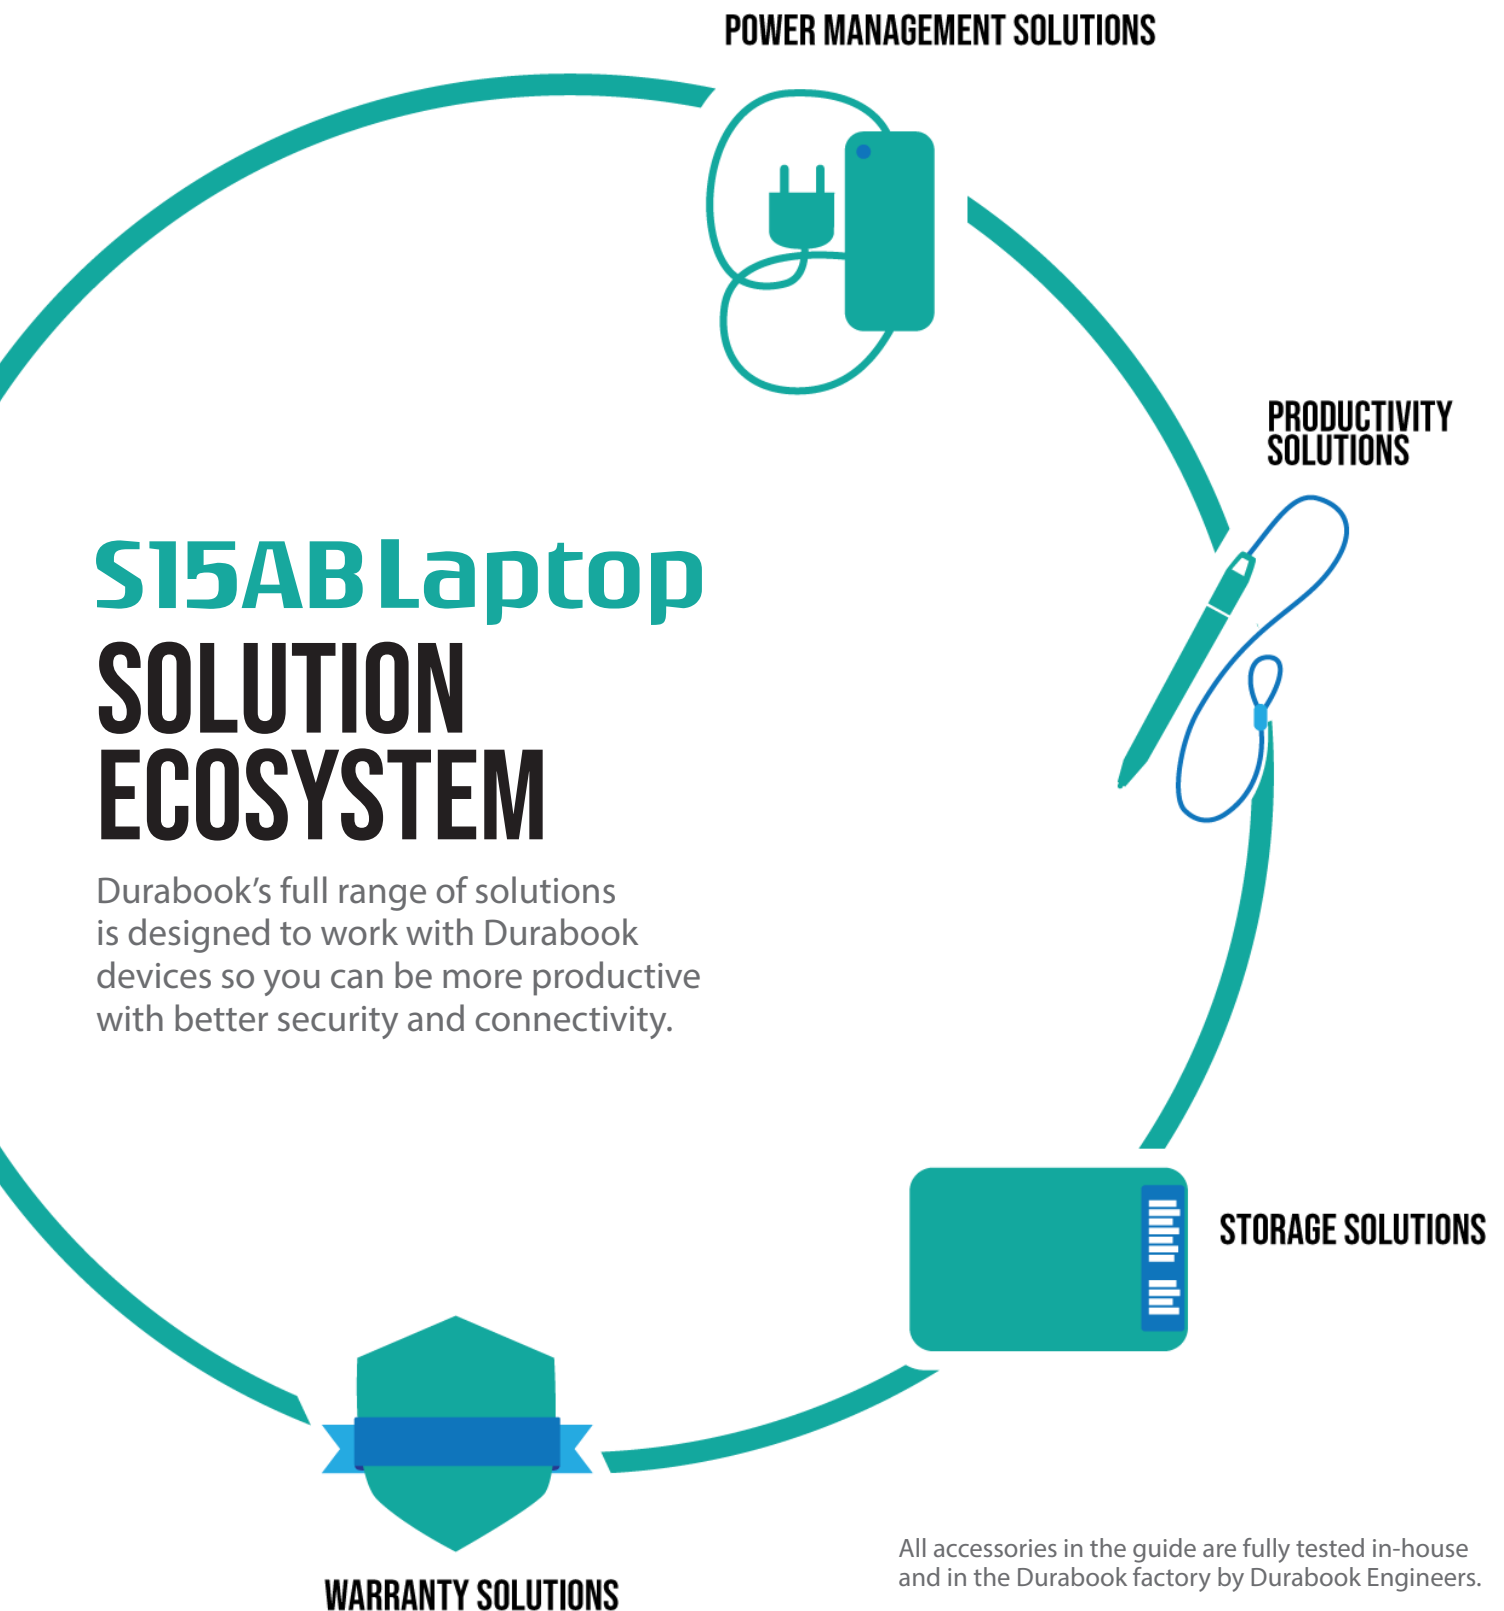 POWER MANAGEMENT SOLUTIONS
PRODUCTIVITY
SOLUTIONS
S15AB Laptop
SOLUTION
ECOSYSTEM
Durabook’s full range of solutions
is designed to work with Durabook
devices so you can be more productive
with better security and connectivity.
STORAGE SOLUTIONS
WARRANTY SOLUTIONS
All accessories in the guide are fully tested in-house
and in the Durabook factory by Durabook Engineers.